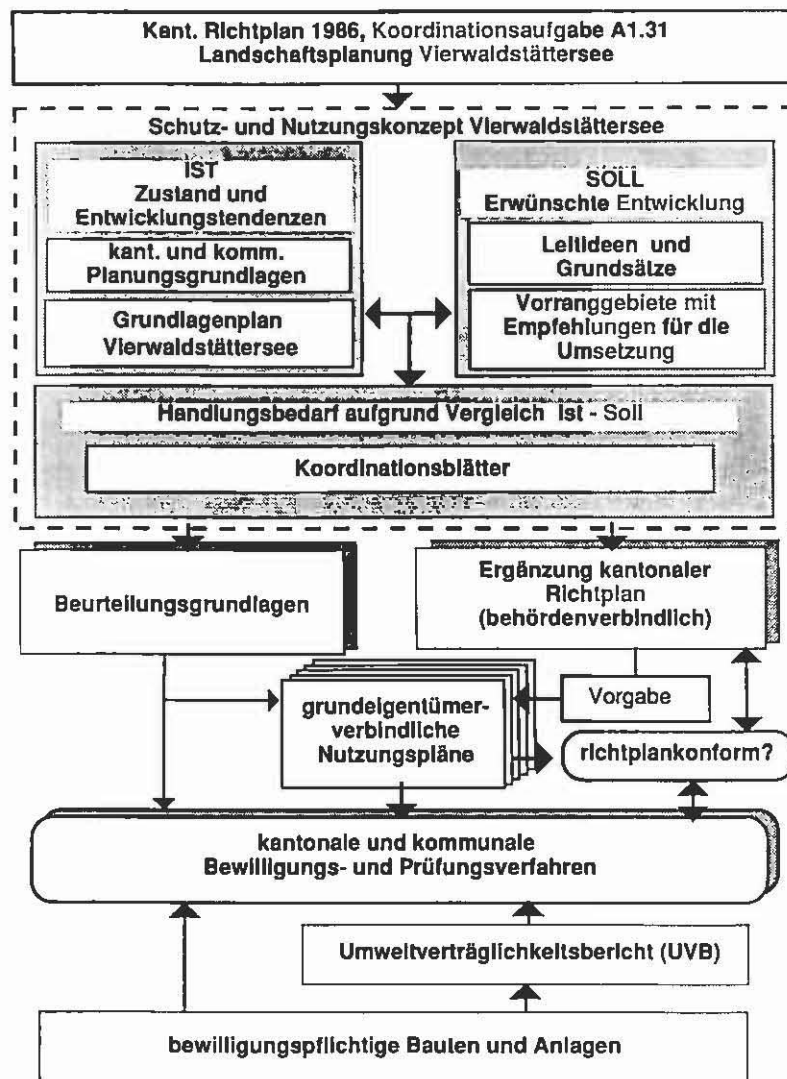 Kant. Richtplan 1986, Koordinationsaufgabe A1.31
Landschaftsplanung Vierwaldstättersee
Schutz- und Nutzungskonzept Vierwaldstättersee
IST
Zustand und
Entwicklungstendenzen
kant. und komm.
Planungsgrundlagen
Grundlagenplan
Vierwaldstättersee
SOLL
Erwünschte Entwicklung
Leitideen und
Grundsätze
Vorranggebiete mit
Empfehlungen für die
Umsetzung
Handlungsbedarf aufgrund Vergleich Ist - Soll
Koordinationsblätter
Beurteilungsgrundlagen
Ergänzung kantonaler
Richtplan
(behördenverbindlich)
grundeigentümer-
verbindliche
Nutzungspläne
Vorgabe
richtplankonform?
kantonale und kommunale
Bewilligungs- und Prüfungsverfahren
Umweltverträglichkeitsbericht (UVB)
bewilligungspflichtige Bauten und Anlagen